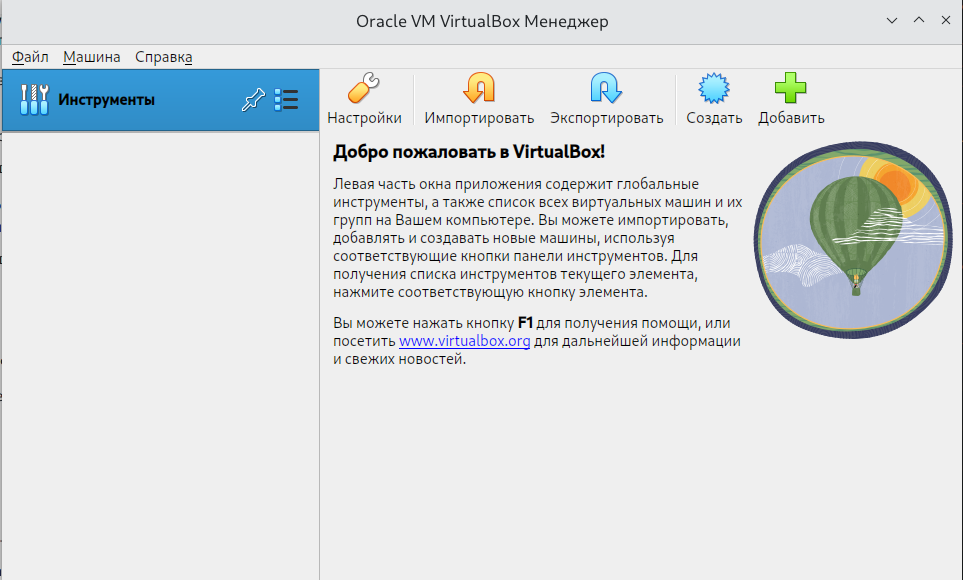 Oracle VM VirtualBox Менеджер
Файл Машина Справка
Инструменты
Настройки Импортировать Экспортировать Создать Добавить
Добро пожаловать в VirtualBox!
Левая часть окна приложения содержит глобальные
инструменты, а также список всех виртуальных машин и их
групп на Вашем компьютере. Вы можете импортировать,
добавлять и создавать новые машины, используя
соответствующие кнопки панели инструментов. Для
получения списка инструментов текущего элемента,
нажмите соответствующую кнопку элемента.
Вы можете нажать кнопку F1 для получения помощи, или
посетить www.virtualbox.org для дальнейшей информации
и свежих новостей.